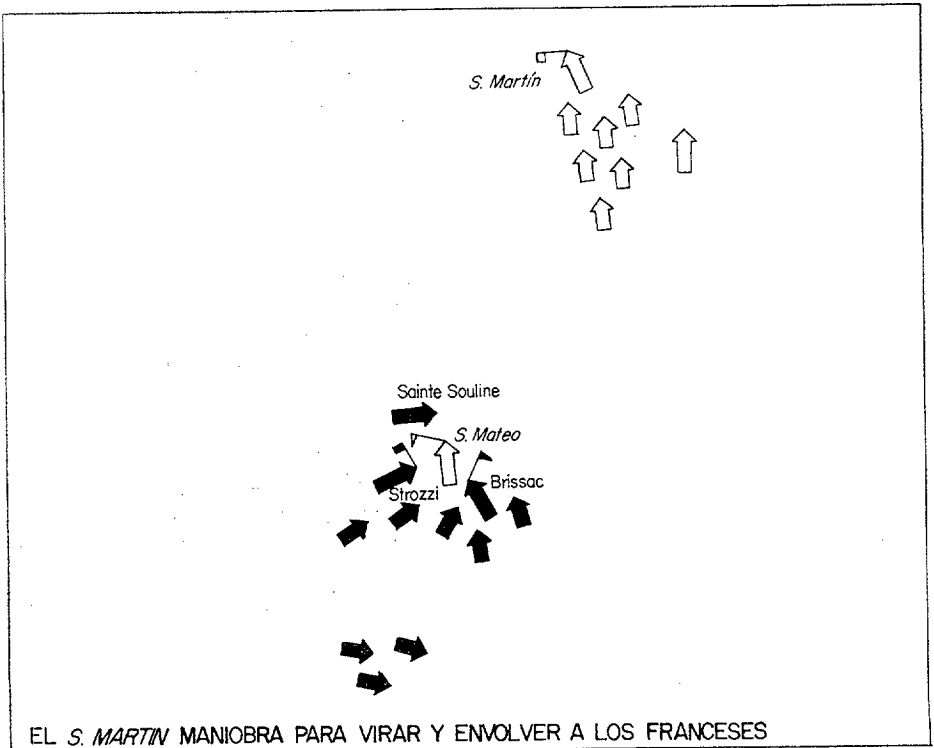 S. Martín
Sainte Souline
S. Mateo
Strozzi
Brissac
EL S. MARTIN MANIOBRA PARA VIRAR Y ENVOLVER A LOS FRANCESES